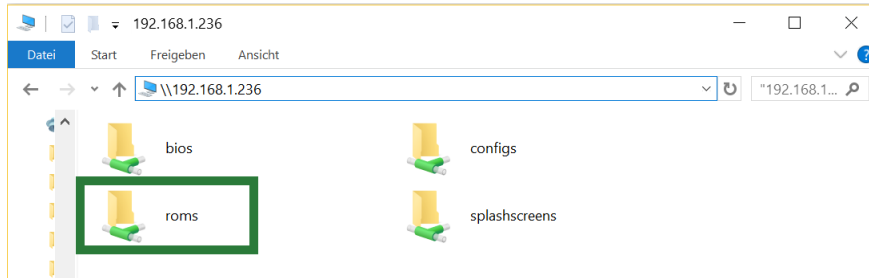 192.168.1.236
Datei Start Freigeben Ansicht
\\192.168.1.236 "192.168.1...
bios configs
roms splashscreens